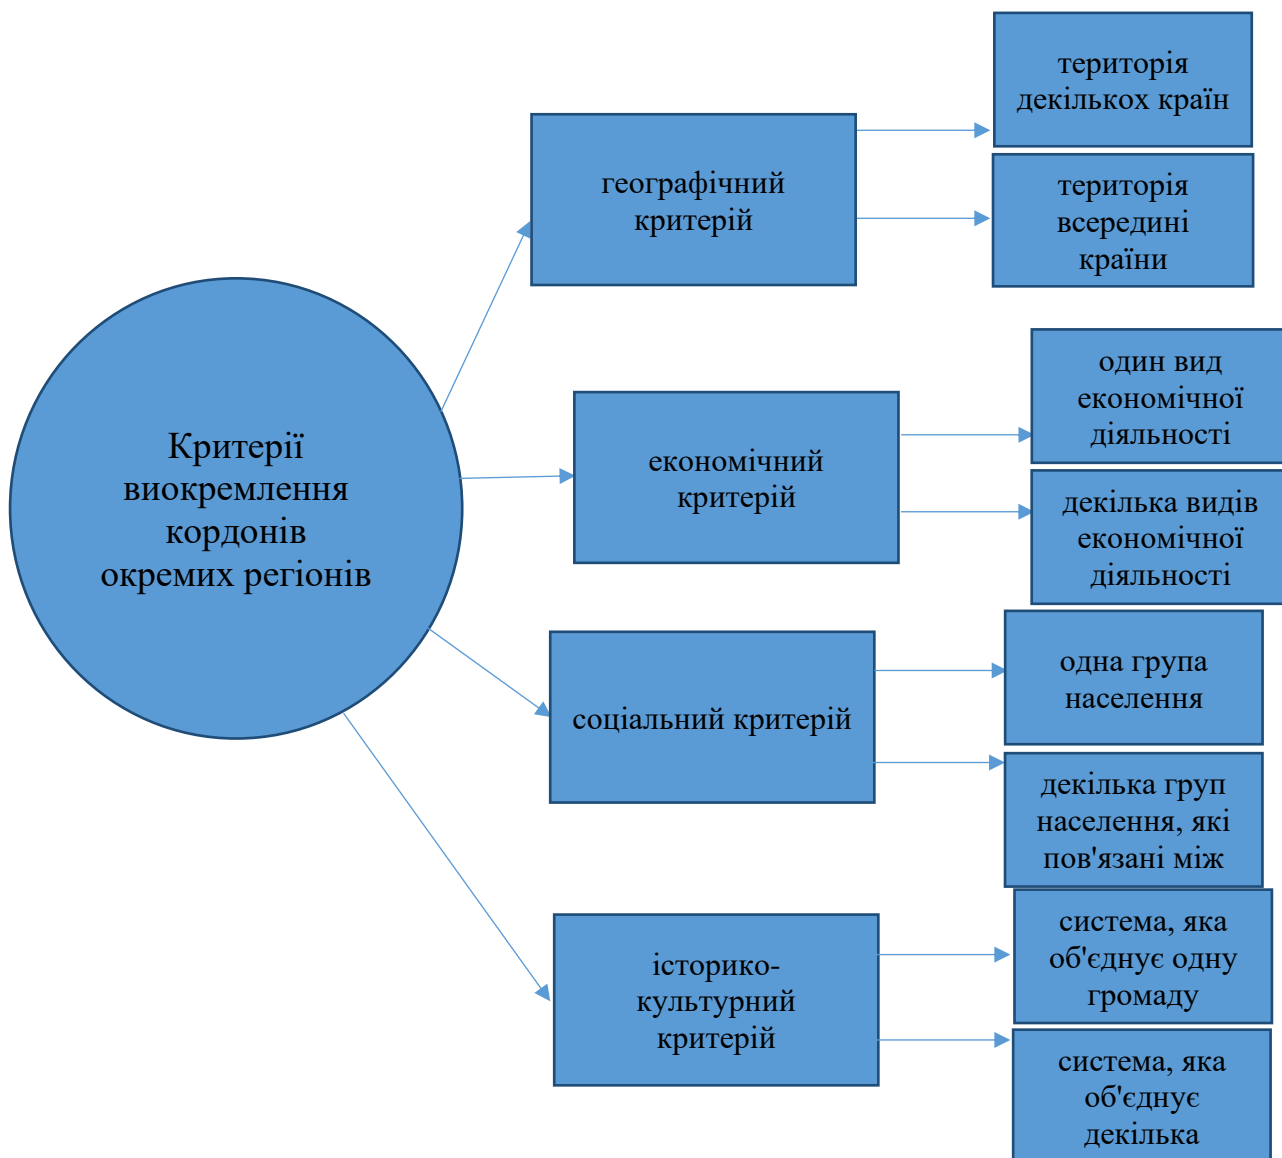 Критерії
виокремлення
кордонів
окремих регіонів
географічний
критерій
територія
декількох країн
територія
всередині
країни
економічний
критерій
один вид
економічної
діяльності
декілька видів
економічної
діяльності
соціальний критерій
одна група
населення
декілька груп
населення, які
пов'язані між
історико-
культурний
критерій
система, яка
об'єднує одну
громаду
система, яка
об'єднує
декілька